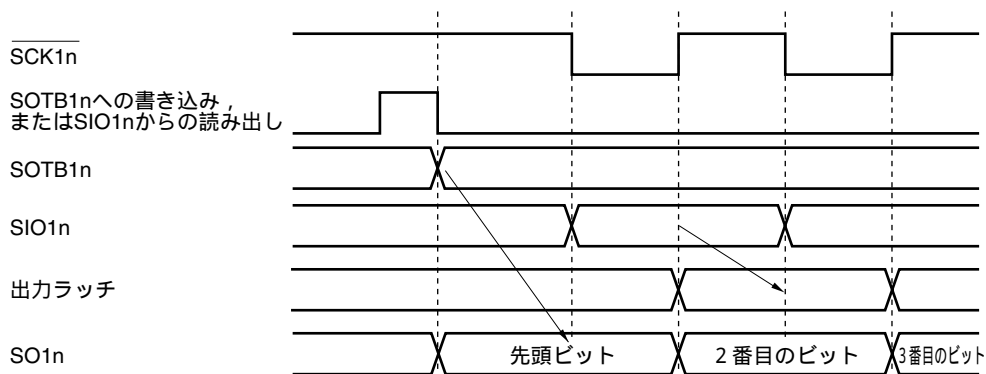 SCK1n
SOTB1nへの書き込み，
またはSIO1nからの読み出し
SOTB1n
SIO1n
出力ラッチ
SO1n
先頭ビット
2番目のビット
3番目のビット